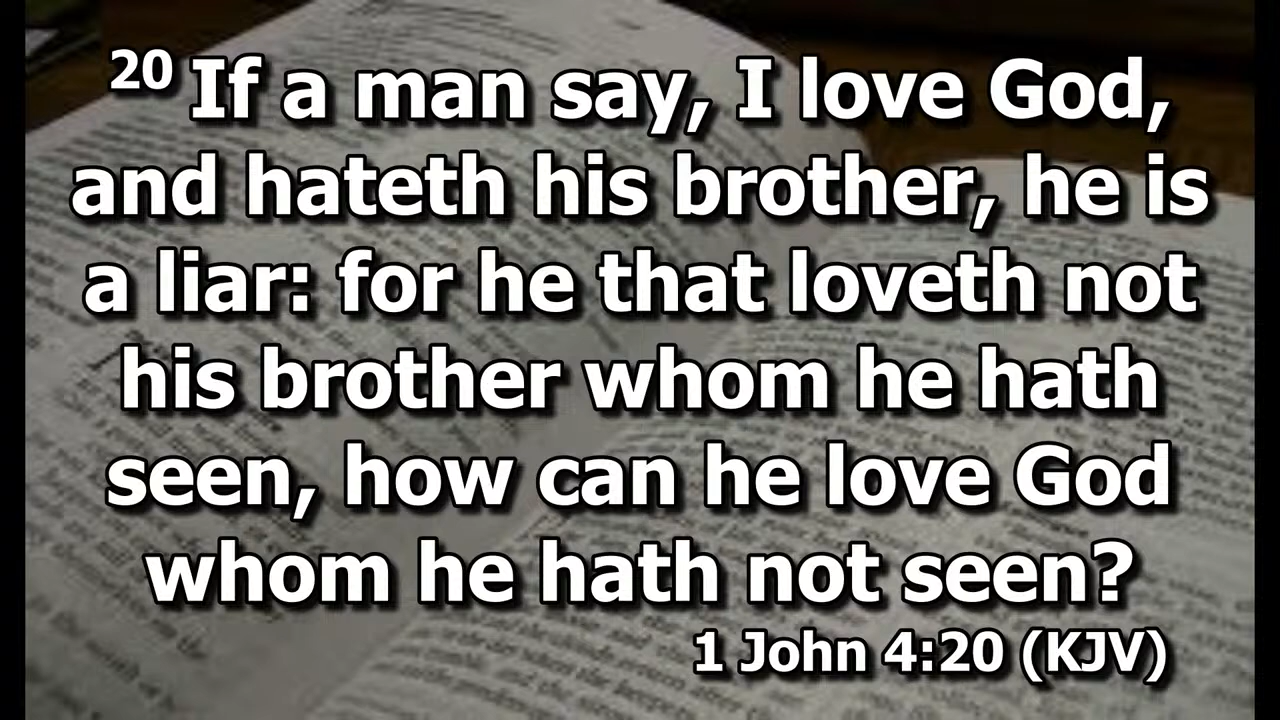 20 If a man say, I love God,
and hateth his brother, he is
a liar: for he that loveth not
his brother whom he hath
seen, how can he love God
whom he hath not seen?
1 John 4:20 (KJV)